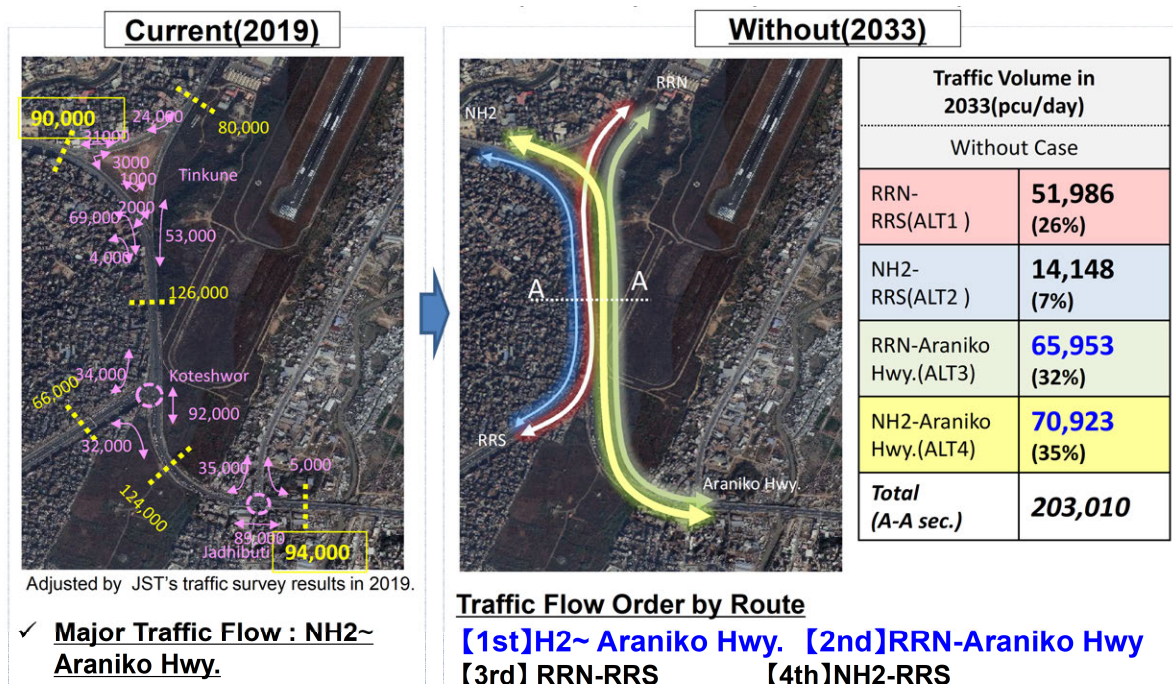 Current(2019)
90,000
24,000
80,000
3000
1000
Tinkune
2000
69,000
53,000
4,000
126,000
34,000
Koteshwor
66,000
92,000
32,000
35,000
5,000
124,000
89,000
Jadhibuti
94,000
Adjusted by JST's traffic survey results in 2019.
✓ Major Traffic Flow : NH2~
Araniko Hwy.
Without(2033)
RRN
NH2
A A
RRS
Araniko Hwy.
Traffic Volume in
2033(pcu/day)
Without Case
RRN-
RRS(ALT1 )
51,986
(26%)
NH2-
RRS(ALT2 )
14,148
(7%)
RRN-Araniko
Hwy.(ALT3)
65,953
(32%)
NH2-Araniko
Hwy.(ALT4)
70,923
(35%)
Total
(A-A sec.)
203,010
Traffic Flow Order by Route
【1st】H2~ Araniko Hwy. 【2nd】RRN-Araniko Hwy
【3rd】 RRN-RRS 【4th】NH2-RRS